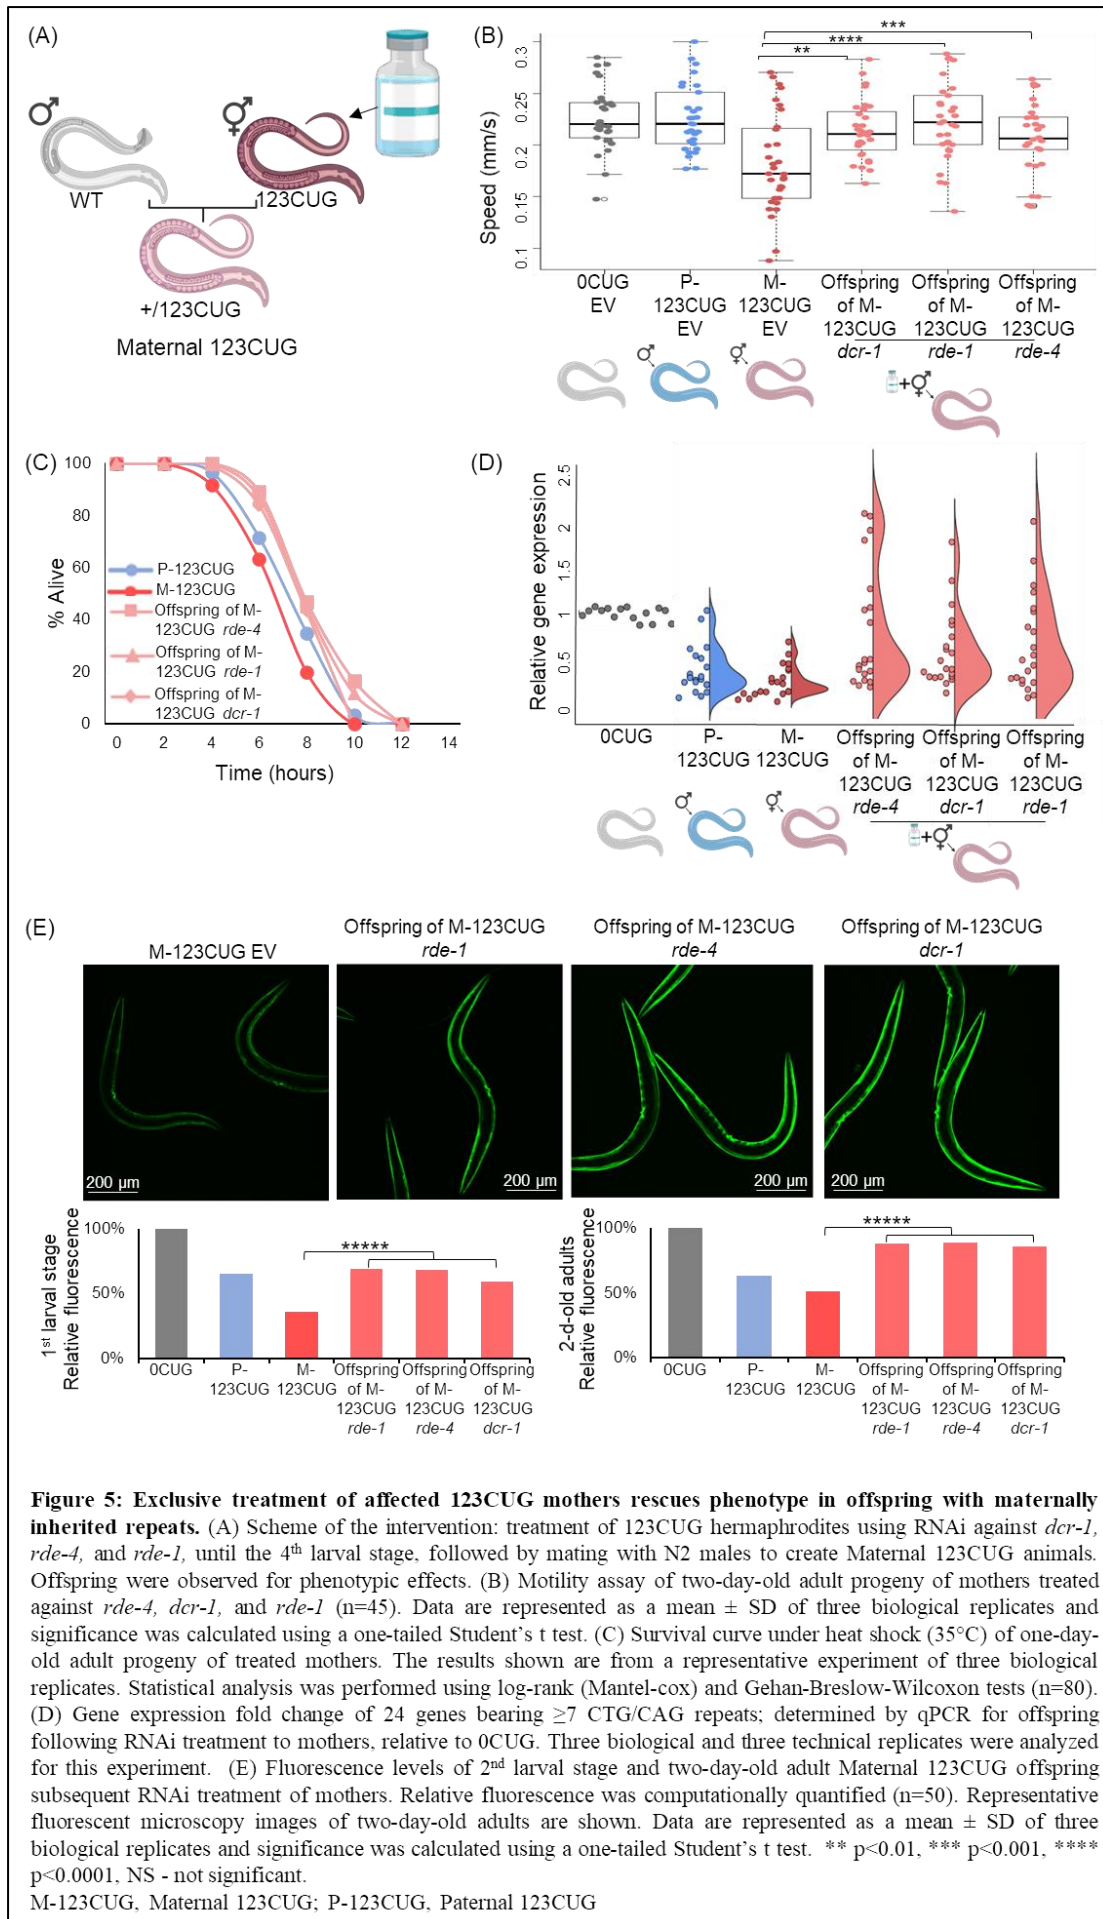 (A)
♂
WT
⚥
123CUG
+/123CUG
Maternal 123CUG
(B)
Speed (mm/s)
0.3
0.25
0.2
0.15
0.1
***
****
**
0CUG
EV
P-
123CUG
EV
M-
123CUG
EV
Offspring
of M-
123CUG
dcr-1
Offspring
of M-
123CUG
rde-1
Offspring
of M-
123CUG
rde-4
♂
⚥
+⚥
(C)
% Alive
100
80
60
40
20
0
P-123CUG
M-123CUG
Offspring of M-
123CUG rde-4
Offspring of M-
123CUG rde-1
Offspring of M-
123CUG dcr-1
0 2 4 6 8 10 12 14
Time (hours)
(D)
Relative gene expression
2.5
2
1.5
1
0.5
0
0CUG
P-
123CUG
M-
123CUG
Offspring
of M-
123CUG
rde-4
Offspring
of M-
123CUG
dcr-1
Offspring
of M-
123CUG
rde-1
♂
⚥
+⚥
(E)
M-123CUG EV
Offspring of M-123CUG
rde-1
Offspring of M-123CUG
rde-4
Offspring of M-123CUG
dcr-1
200 µm
200 µm
200 µm
200 µm
1st larval stage
Relative fluorescence
100%
50%
0%
*****
0CUG
P-
123CUG
M-
123CUG
Offspring
of M-
123CUG
rde-1
Offspring
of M-
123CUG
rde-4
Offspring
of M-
123CUG
dcr-1
2-d-old adults
Relative fluorescence
100%
50%
0%
*****
0CUG
P-
123CUG
M-
123CUG
Offspring
of M-
123CUG
rde-1
Offspring
of M-
123CUG
rde-4
Offspring
of M-
123CUG
dcr-1
Figure 5: Exclusive treatment of affected 123CUG mothers rescues phenotype in offspring with maternally
inherited repeats. (A) Scheme of the intervention: treatment of 123CUG hermaphrodites using RNAi against dcr-1,
rde-4, and rde-1, until the 4th larval stage, followed by mating with N2 males to create Maternal 123CUG animals.
Offspring were observed for phenotypic effects. (B) Motility assay of two-day-old adult progeny of mothers treated
against rde-4, dcr-1, and rde-1 (n=45). Data are represented as a mean ± SD of three biological replicates and
significance was calculated using a one-tailed Student's t test. (C) Survival curve under heat shock (35°C) of one-day-
old adult progeny of treated mothers. The results shown are from a representative experiment of three biological
replicates. Statistical analysis was performed using log-rank (Mantel-cox) and Gehan-Breslow-Wilcoxon tests (n=80).
(D) Gene expression fold change of 24 genes bearing ≥7 CTG/CAG repeats; determined by qPCR for offspring
following RNAi treatment to mothers, relative to 0CUG. Three biological and three technical replicates were analyzed
for this experiment. (E) Fluorescence levels of 2nd larval stage and two-day-old adult Maternal 123CUG offspring
subsequent RNAi treatment of mothers. Relative fluorescence was computationally quantified (n=50). Representative
fluorescent microscopy images of two-day-old adults are shown. Data are represented as a mean ± SD of three
biological replicates and significance was calculated using a one-tailed Student's t test. ** p<0.01, *** p<0.001, ****
p<0.0001, NS - not significant.
M-123CUG, Maternal 123CUG; P-123CUG, Paternal 123CUG